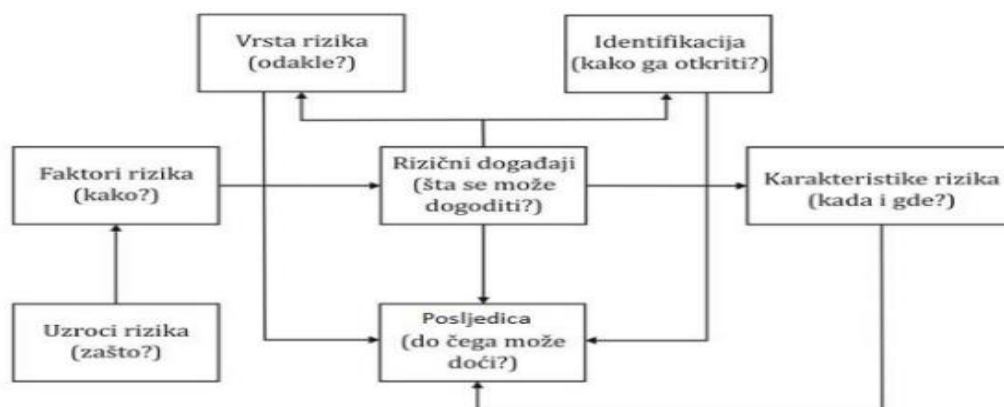 Vrsta rizika
(odakle?)
Identifikacija
(kako ga otkriti?)
Faktori rizika
(kako?)
Rizični događaji
(šta se može
dogoditi?)
Karakteristike rizika
(kada i gde?)
Uzroci rizika
(zašto?)
Posljedica
(do čega može
doći?)